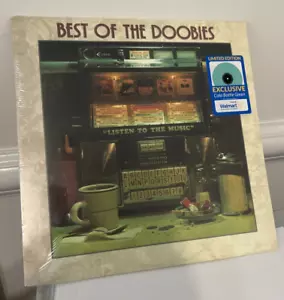 BEST OF THE DOOBIES
LIMITED EDITION
EXCLUSIVE
Coke Bottle Green
Walmart
"LISTEN TO THE MUSIC"